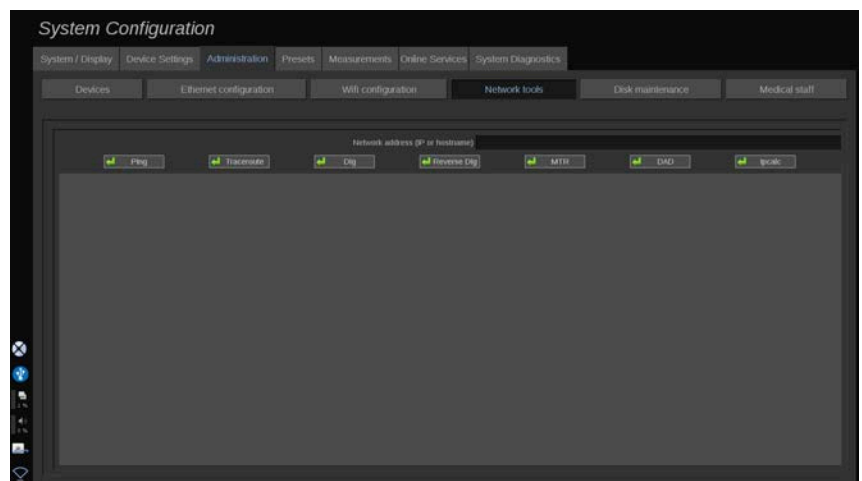 System Configuration
System / Display Device Settings Administration Presets Measurements Online Services System Diagnostics
Devices Ethernet configuration Wifi configuration Network tools Disk maintenance Medical staff
Network address (IP or hostname)
Ping Traceroute Dig Reverse Dig MTR DAD Ipcalc